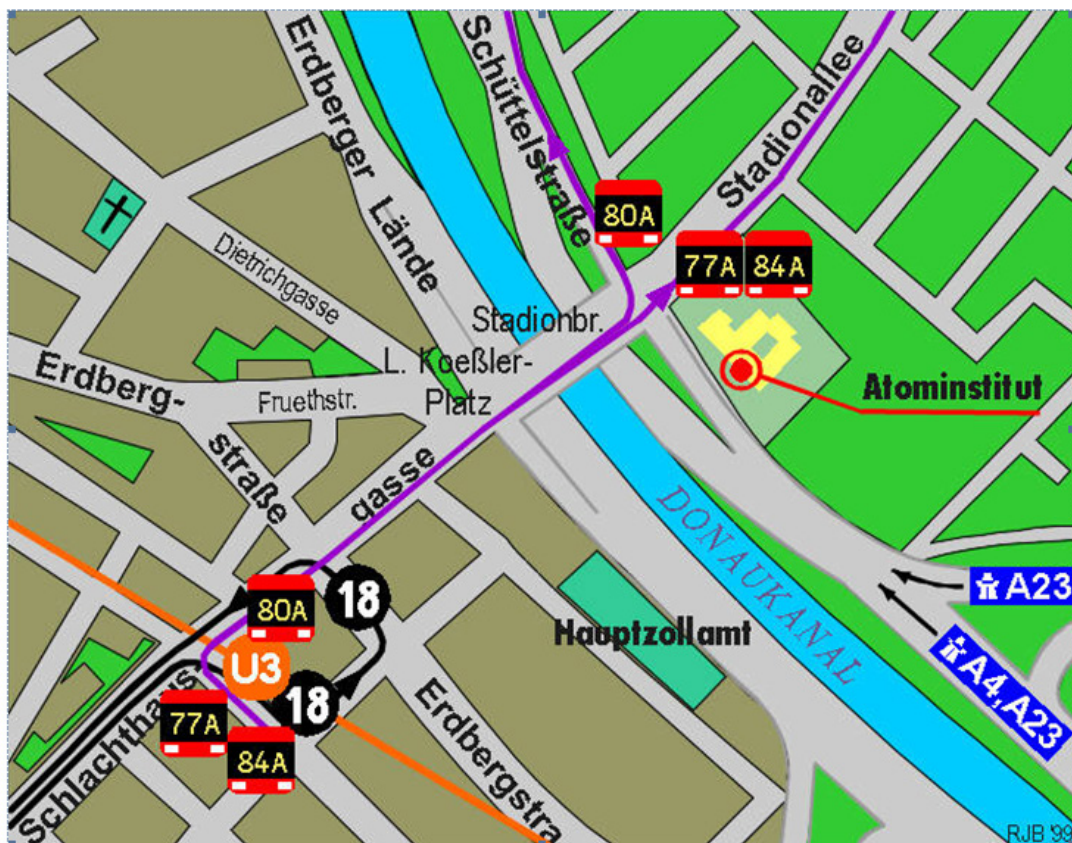 Erdberger Lände
Schüttelstraße
Stadionallee
80A
77A
84A
Dietrichgasse
Stadionbr.
L. Koeßler-
Platz
Erdberg-
straße
Fruethstr.
Atominstitut
gasse
DONAUKANAL
18
80A
A23
Hauptzollamt
U3
A4, A23
18
77A
84A
Schlachthaus
Erdbergstra
RJB '99